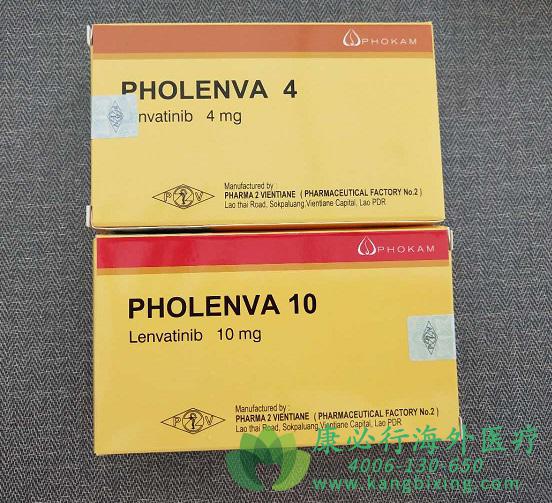 PHOKAM
PHOLENVA 4
nvatinib 4 mg
P V
Manufactured by :
PHARMA 2 VIENTIANE ( PHARMACEUTICAL FACTORY No.2 )
Lao thai Road, Sokpaluang,Vientiane Capital, Lao PDR
PHOKAM
PHOLENVA 10
Lenvatinib 10 mg
P V
Manufactured by :
PHARMA 2 VIENTIANE ( PHARMACEUTICAL FACTORY No.2 )
Lao thai Road, Sokpaluang,Vientiane Capital, Lao PDR
康必行海外医疗
4006-130-650
www.kangbixing.com